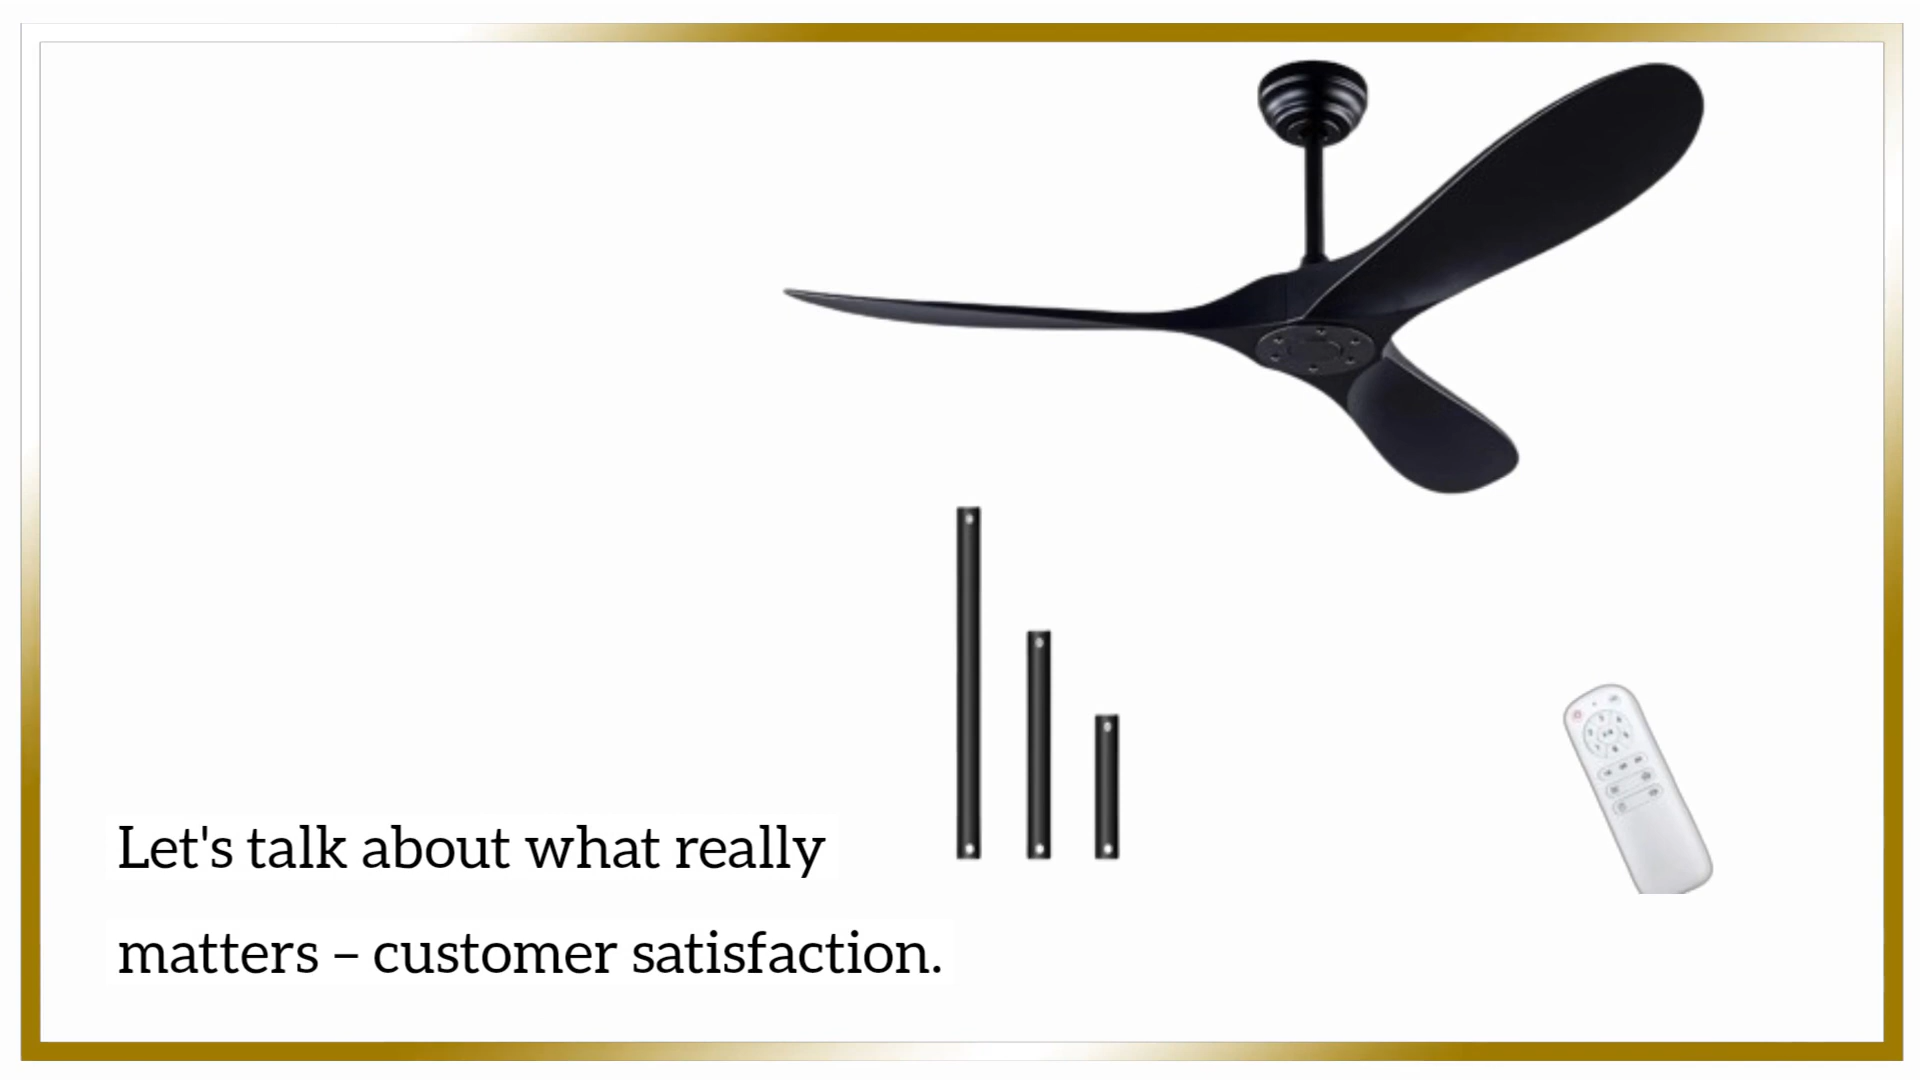 Let's talk about what really
matters – customer satisfaction.